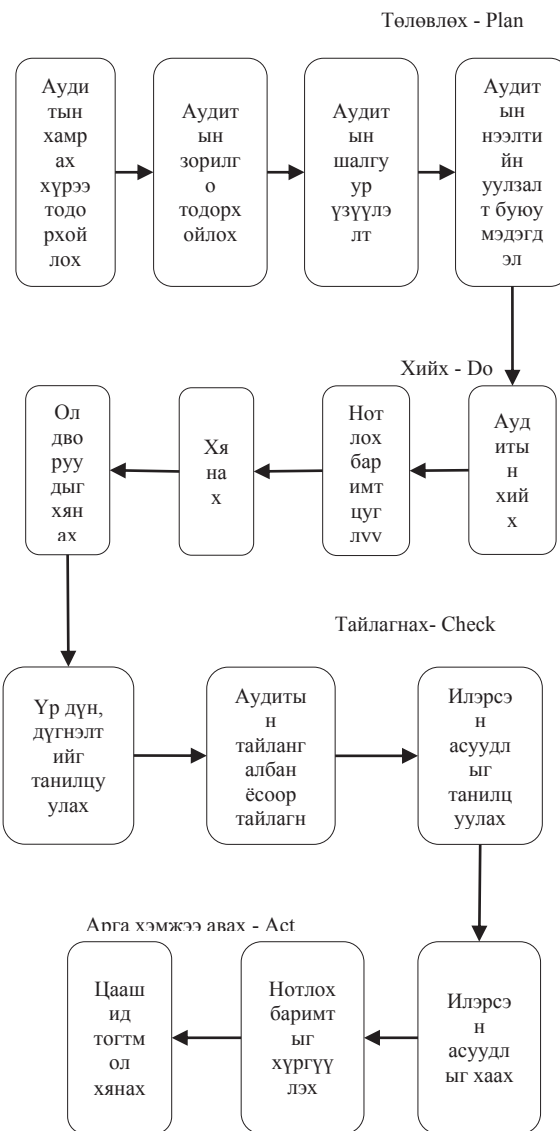 Төлөвлөх - Plan
Ауди
тын
хамр
ах
хүрээ
тодо
рхой
лох
Аудит
ын
зорилг
о
тодорх
ойлох
Аудит
ын
шалгу
ур
үзүүлэ
лт
Аудит
ын
нээлти
йн
уулзал
т буюу
мэдэгд
эл
Хийх - Do
Ауд
иты
н
хий
х
Нот
лох
бар
имт
цуг
луу
Хя
на
х
Ол
дво
руу
дыг
хян
ах
Тайлагнах- Check
Үр дүн,
дүгнэлт
ийг
танилцу
улах
Аудиты
н
тайланг
албан
ёсоор
тайлагн
Илэрсэ
н
асуудл
ыг
танилц
уулах
Арга хэмжээ авах - Act
Илэрсэ
н
асуудл
ыг хаах
Нотлох
баримт
ыг
хүргүү
лэх
Цааш
ид
тогтм
ол
хянах